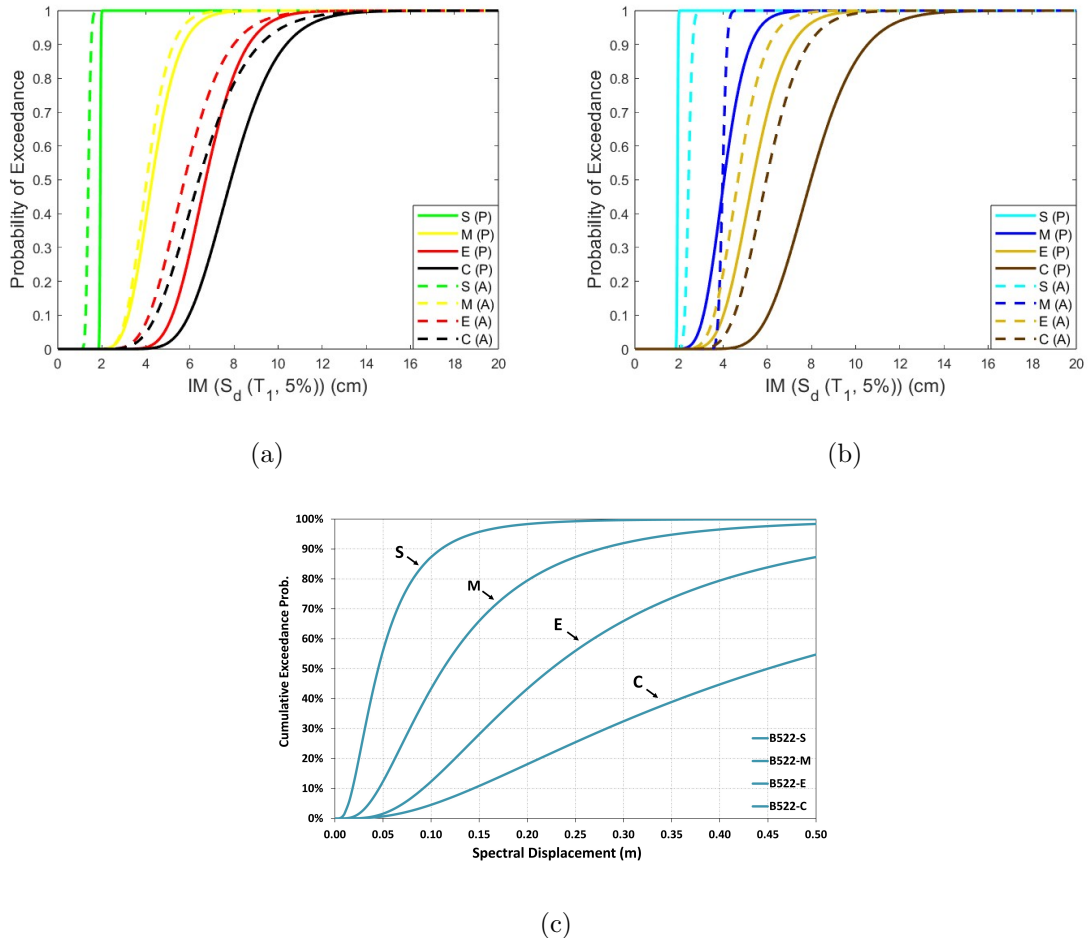 1
0.9
0.8
0.7
0.6
0.5
0.4
0.3
0.2
0.1
0
Probability of Exceedance
0 2 4 6 8 10 12 14 16 18 20
IM (S_d (T_1, 5%)) (cm)
S (P)
M (P)
E (P)
C (P)
S (A)
M (A)
E (A)
C (A)
(a)
1
0.9
0.8
0.7
0.6
0.5
0.4
0.3
0.2
0.1
0
Probability of Exceedance
0 2 4 6 8 10 12 14 16 18 20
IM (S_d (T_1, 5%)) (cm)
S (P)
M (P)
E (P)
C (P)
S (A)
M (A)
E (A)
C (A)
(b)
100%
90%
80%
70%
60%
50%
40%
30%
20%
10%
0%
Cumulative Exceedance Prob.
S
M
E
C
B522-S
B522-M
B522-E
B522-C
0.00 0.05 0.10 0.15 0.20 0.25 0.30 0.35 0.40 0.45 0.50
Spectral Displacement (m)
(c)